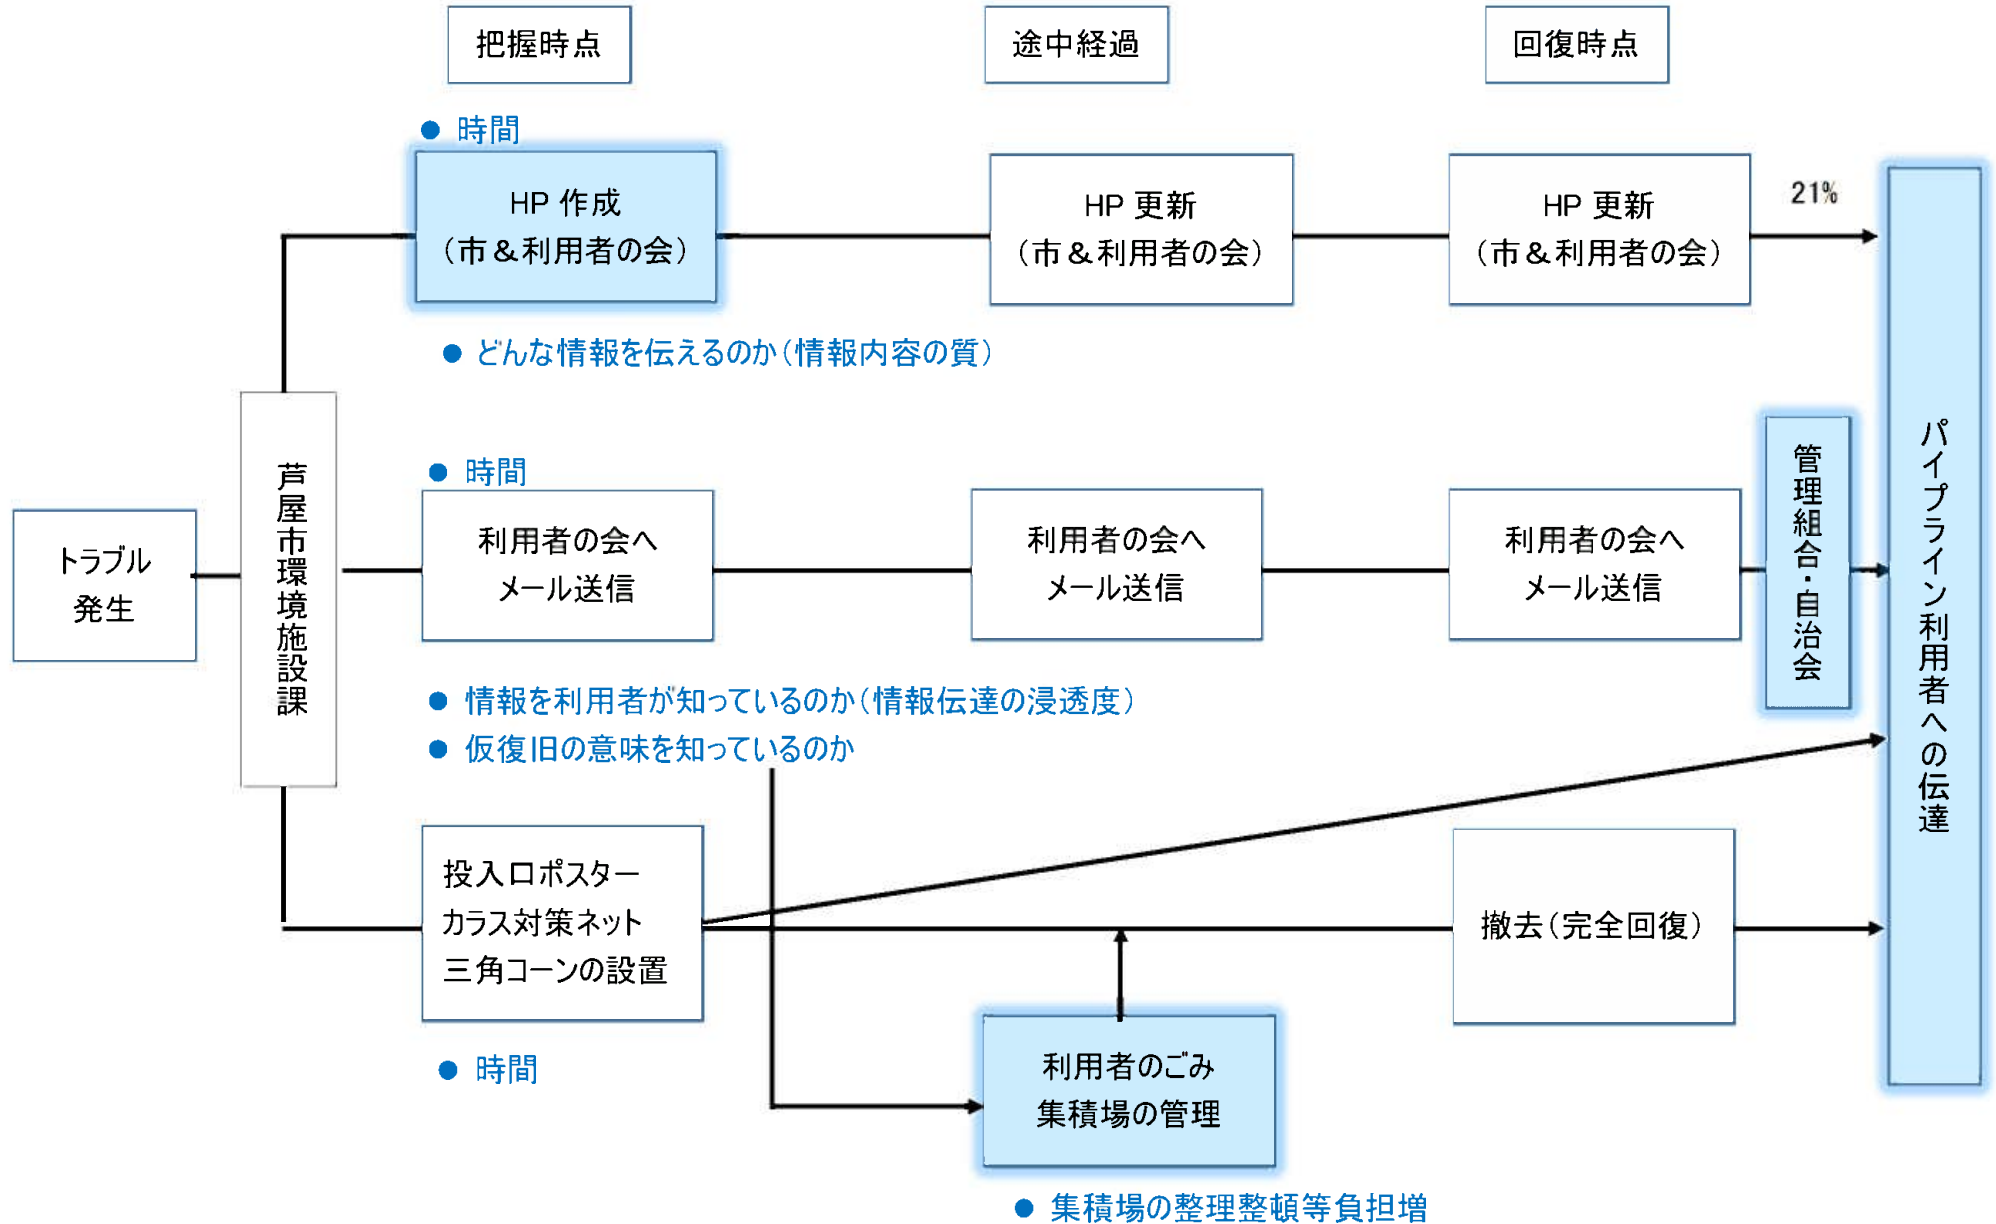 把握時点
途中経過
回復時点
● 時間
HP 作成
（市＆利用者の会）
HP 更新
（市＆利用者の会）
HP 更新
（市＆利用者の会）
21%
● どんな情報を伝えるのか（情報内容の質）
トラブル
発生
芦屋市環境施設課
● 時間
利用者の会へ
メール送信
利用者の会へ
メール送信
利用者の会へ
メール送信
管理組合・自治会
パイプライン利用者への伝達
● 情報を利用者が知っているのか（情報伝達の浸透度）
● 仮復旧の意味を知っているのか
投入口ポスター
カラス対策ネット
三角コーンの設置
撤去（完全回復）
● 時間
利用者のごみ
集積場の管理
● 集積場の整理整頓等負担増